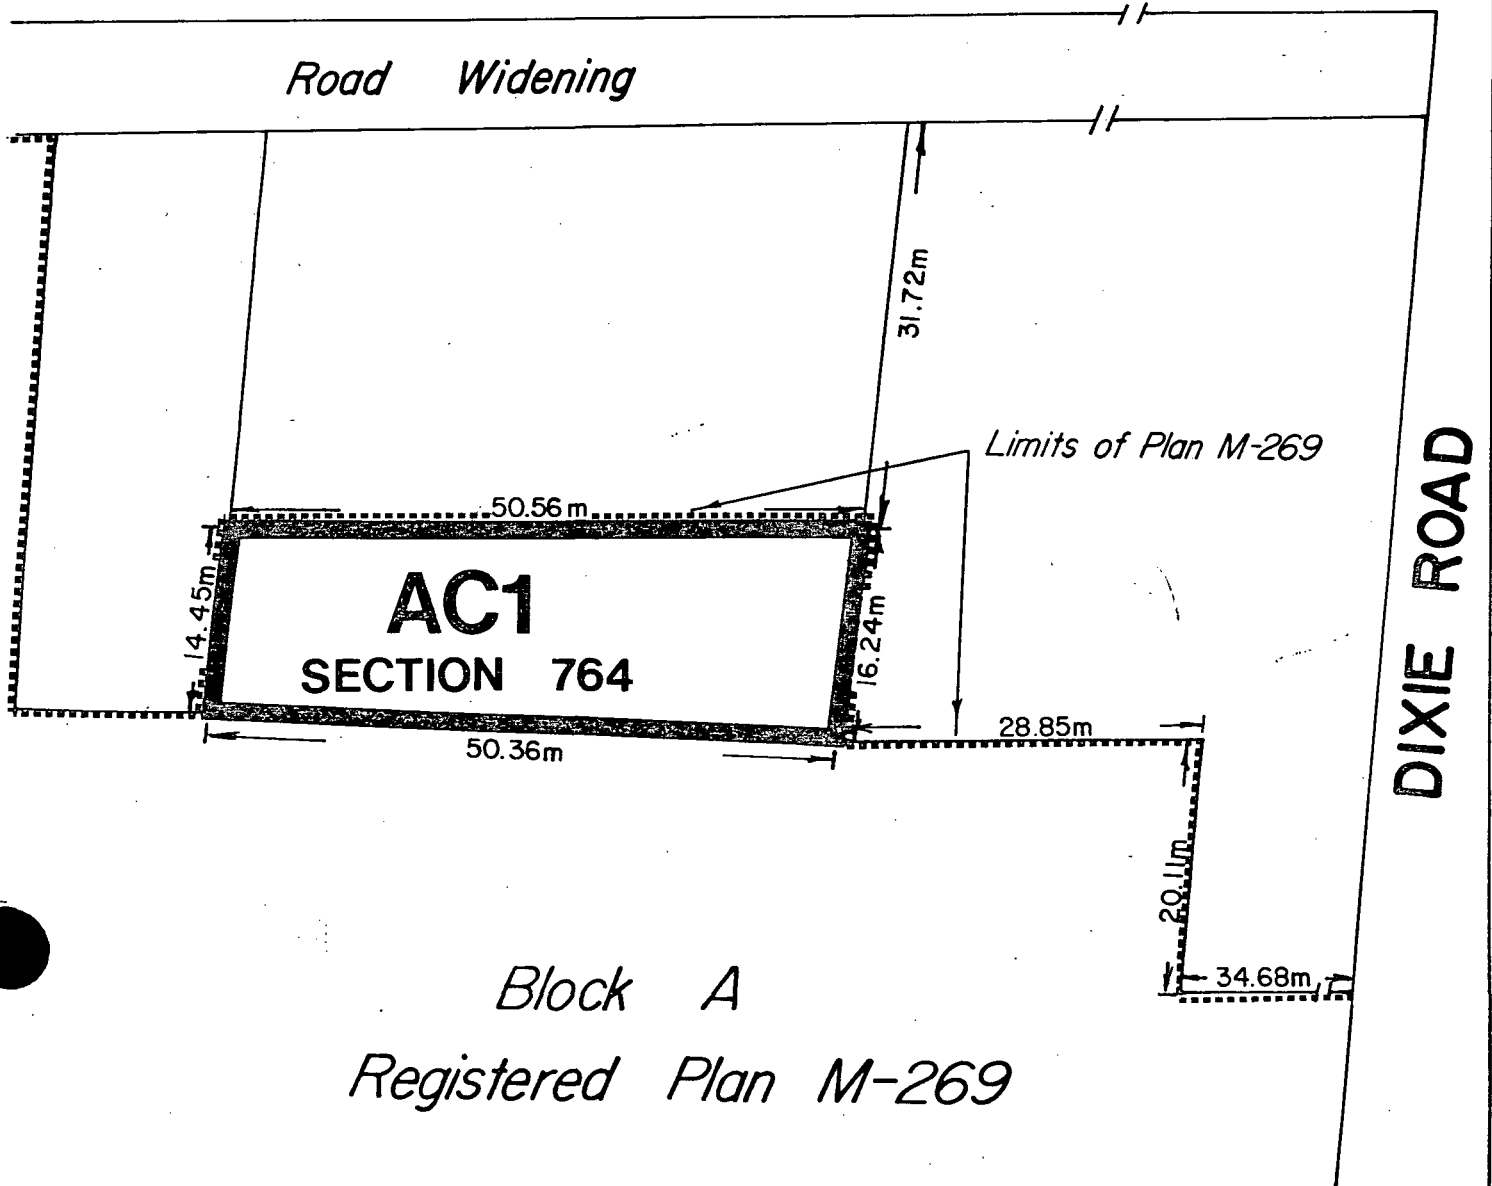 Road Widening
31.72m
Limits of Plan M-269
50.56 m
14.45m
AC1
SECTION 764
16.24m
50.36m
28.85m
20.11m
34.68m
DIXIE ROAD
Block A
Registered Plan M-269